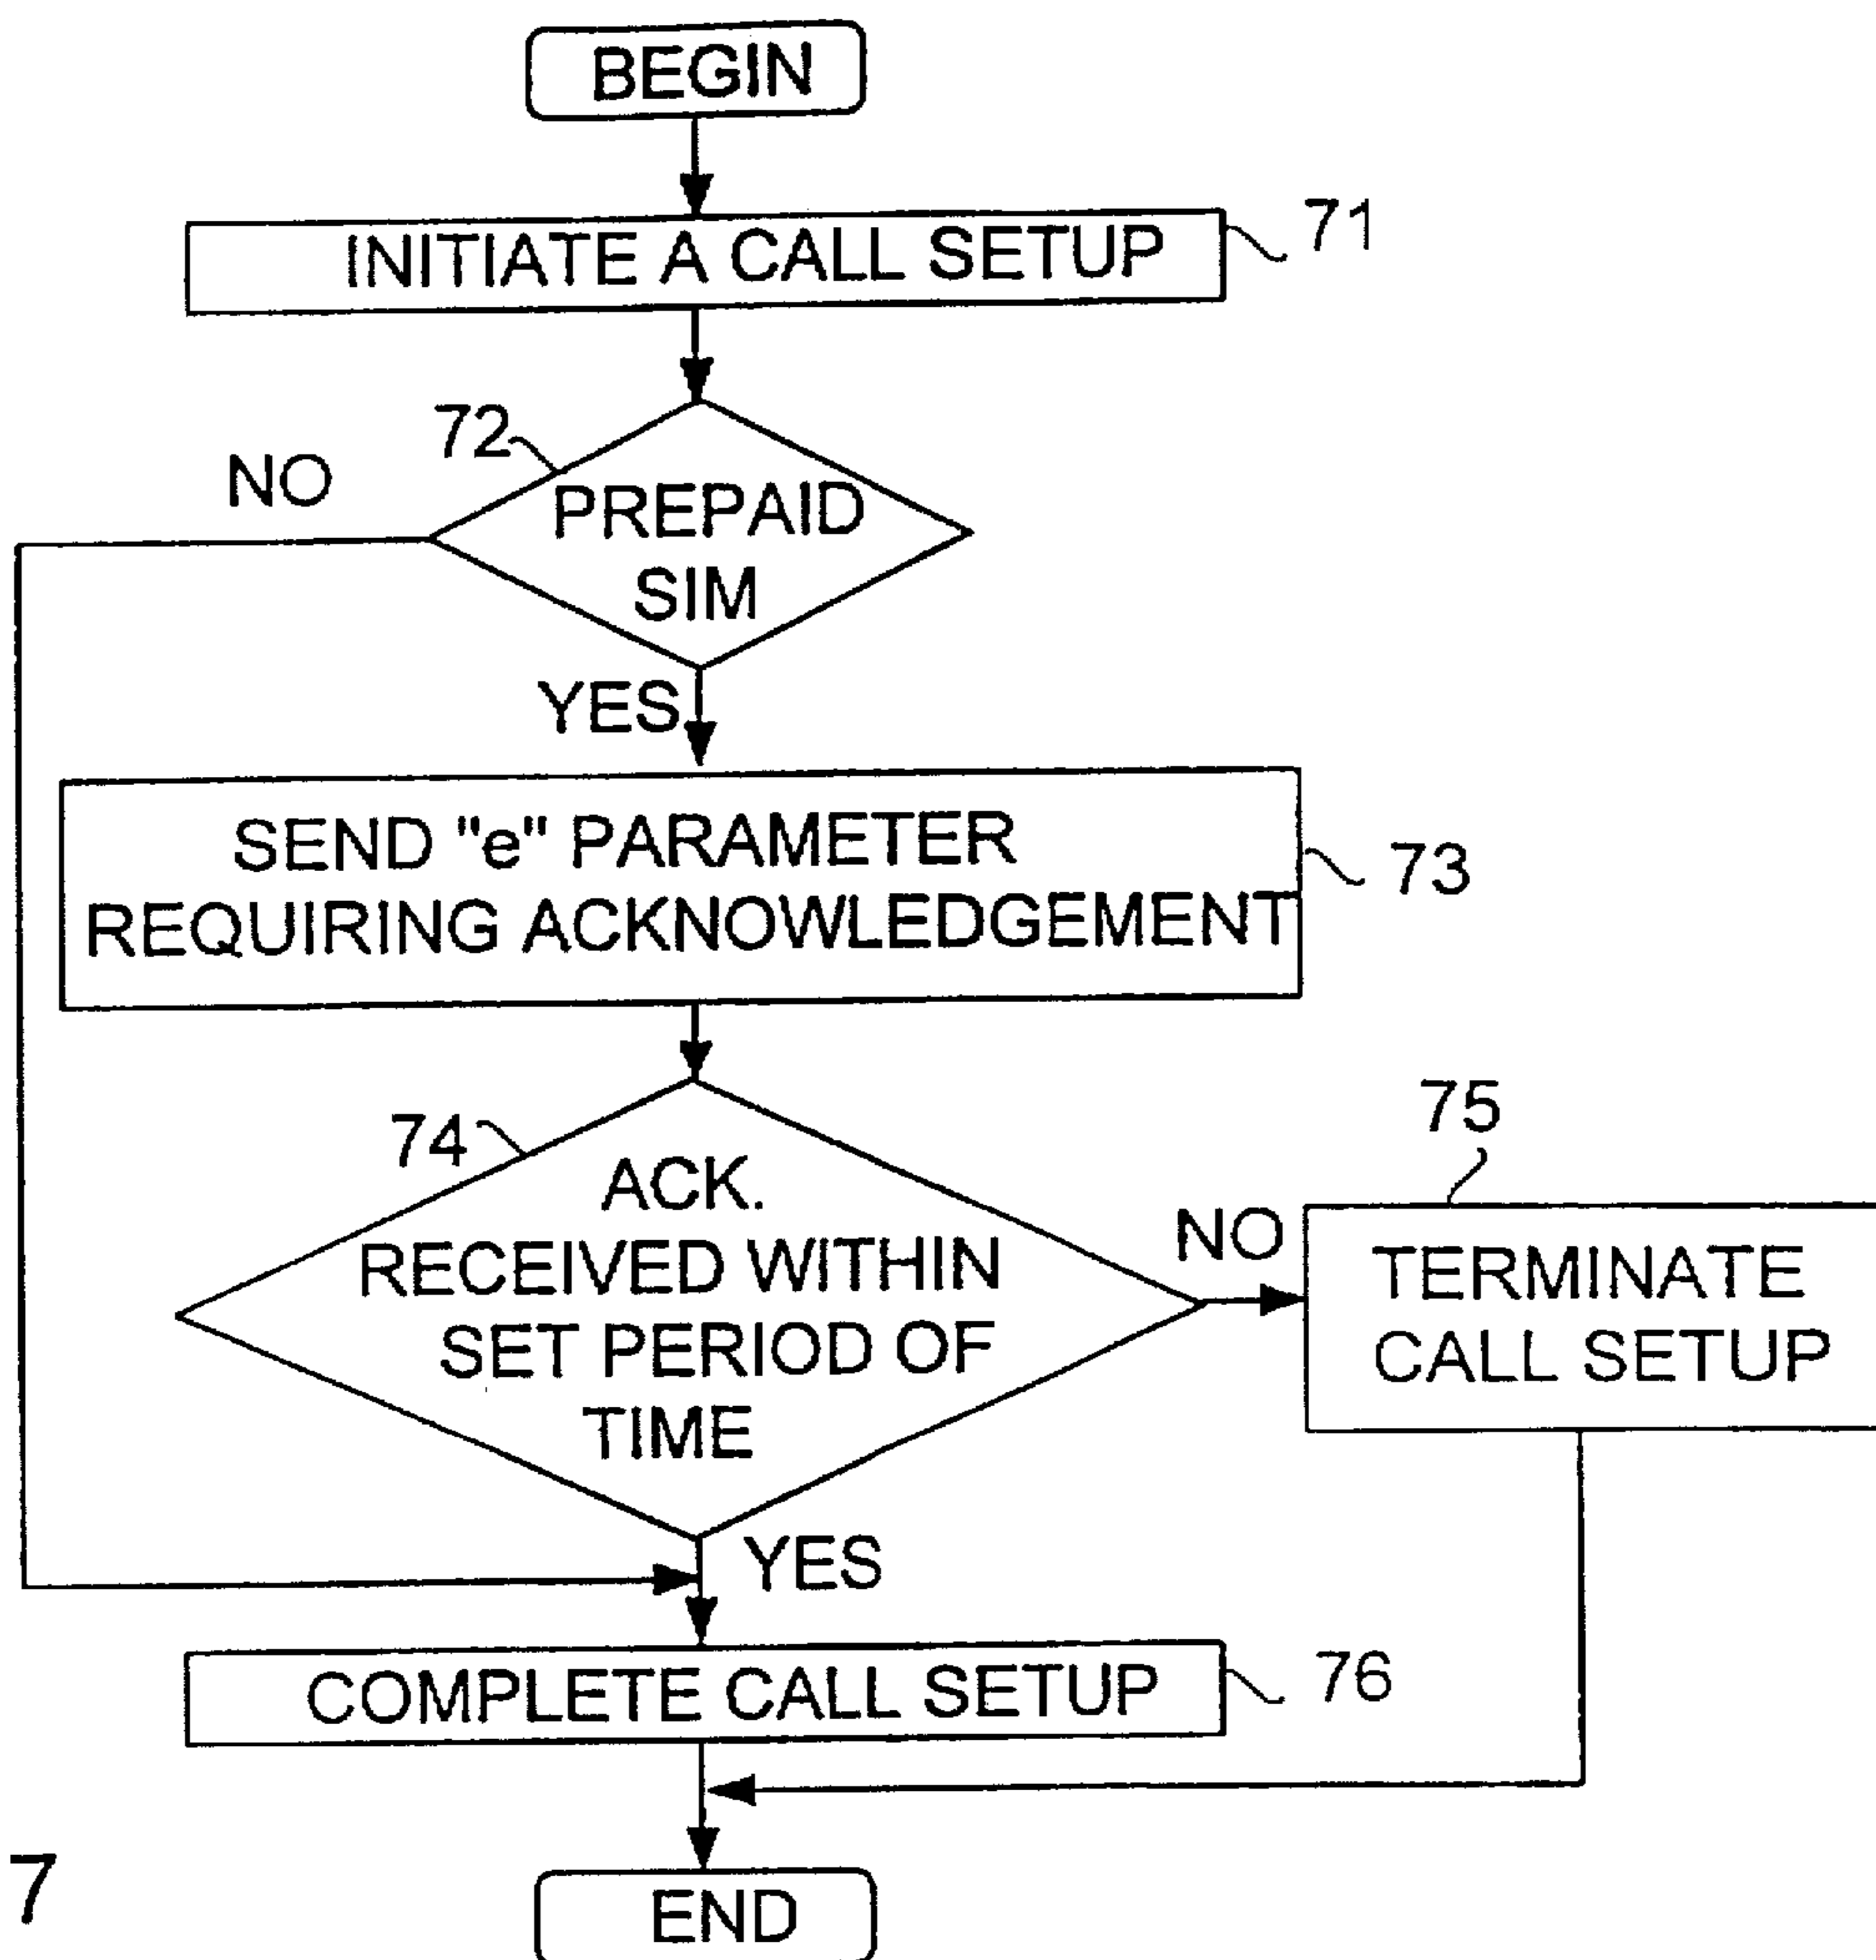 BEGIN
INITIATE A CALL SETUP
71
72
NO
PREPAID
SIM
YES
SEND "e" PARAMETER
REQUIRING ACKNOWLEDGEMENT
73
74
ACK.
RECEIVED WITHIN
SET PERIOD OF
TIME
NO
75
TERMINATE
CALL SETUP
YES
COMPLETE CALL SETUP
76
7
END